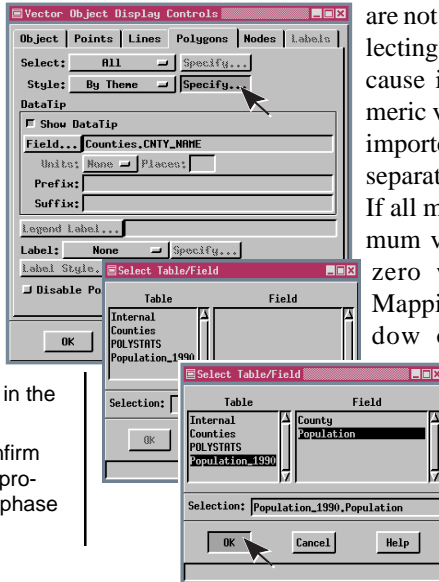 Vector Object Display Controls
Object Points Lines Polygons Nodes Labels
Select: All Specify...
Style: By Theme Specify...
DataTip
Show DataTip
Field... Counties.CNTY_NAME
Units: None Places:
Prefix:
Suffix:
Legend Label...
Label: None Specify...
Label Style.
Disable Po
OK
Select Table/Field
Table Field
Internal
Counties
POLYSTATS
Population_1990
Selection:
OK
Select Table/Field
Table Field
Internal County
Counties Population
POLYSTATS
Population_1990
Selection: Population_1990.Population
OK Cancel Help
in the
firm
pro-
phase
are not
lecting
cause i
meric v
importe
separat
If all m
mum v
zero
Mappi
dow